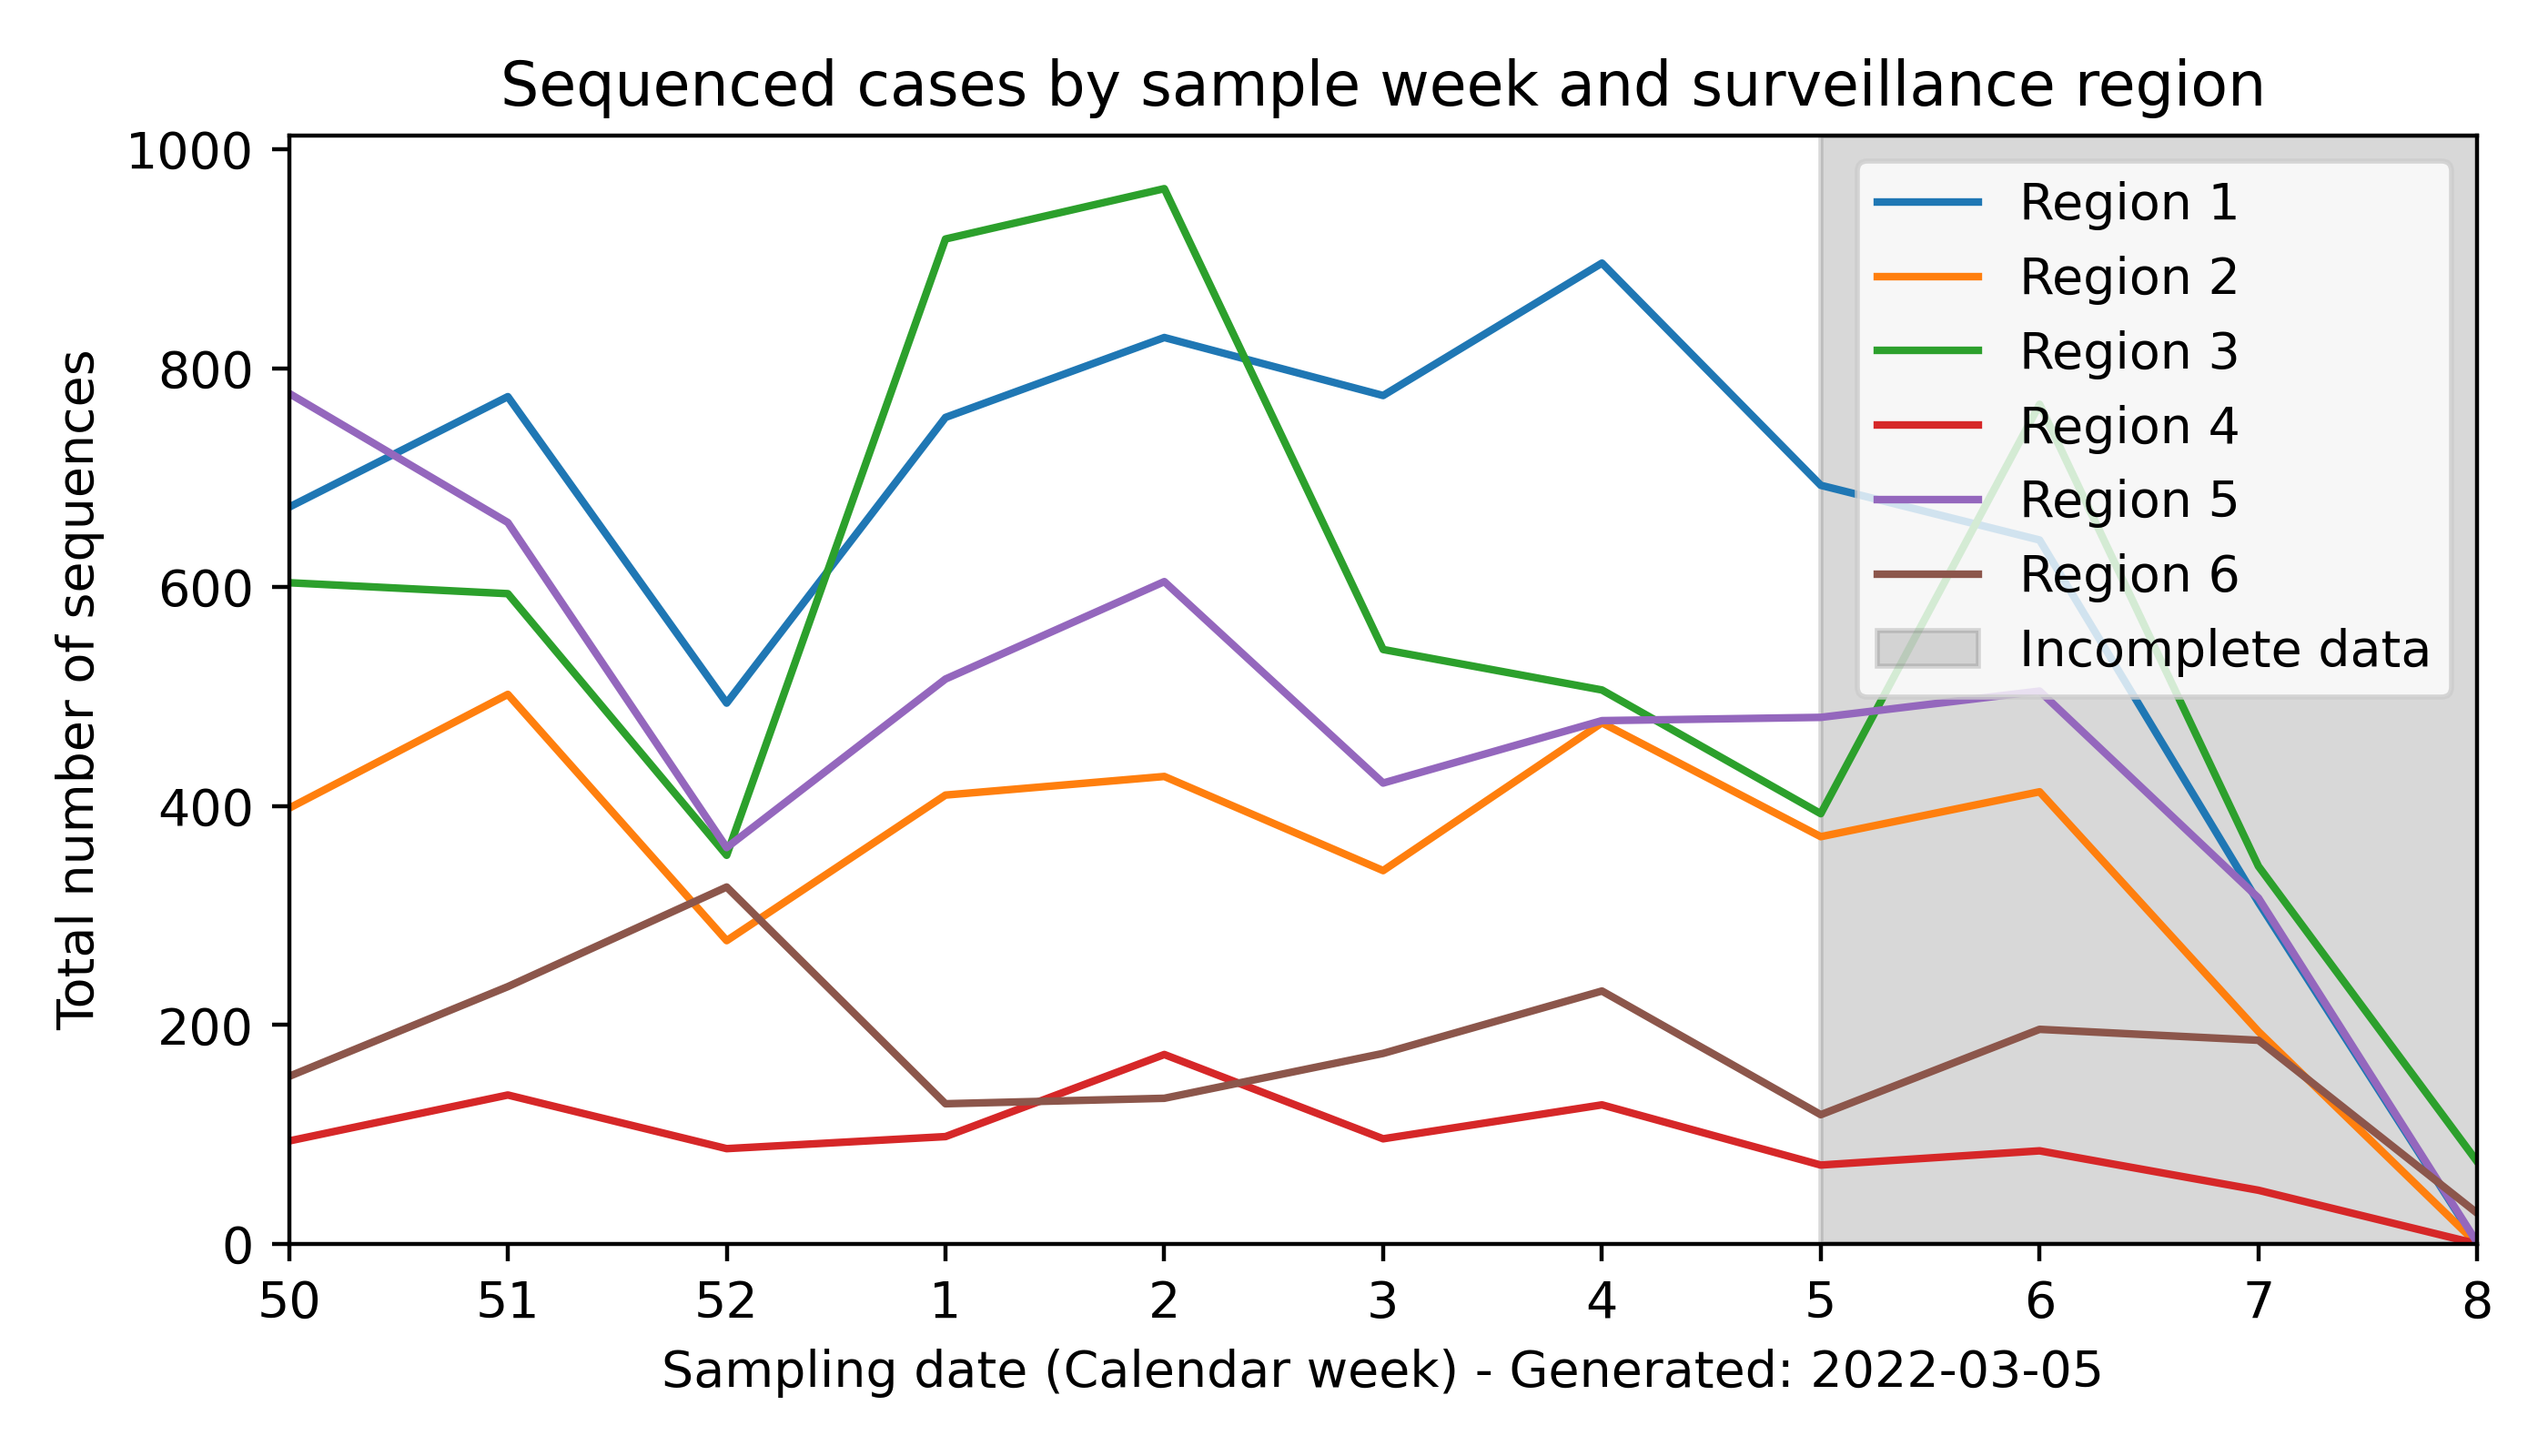 Sequenced cases by sample week and surveillance region
Total number of sequences
1000
800
600
400
200
0
Region 1
Region 2
Region 3
Region 4
Region 5
Region 6
Incomplete data
50 51 52 1 2 3 4 5 6 7 8
Sampling date (Calendar week) - Generated: 2022-03-05